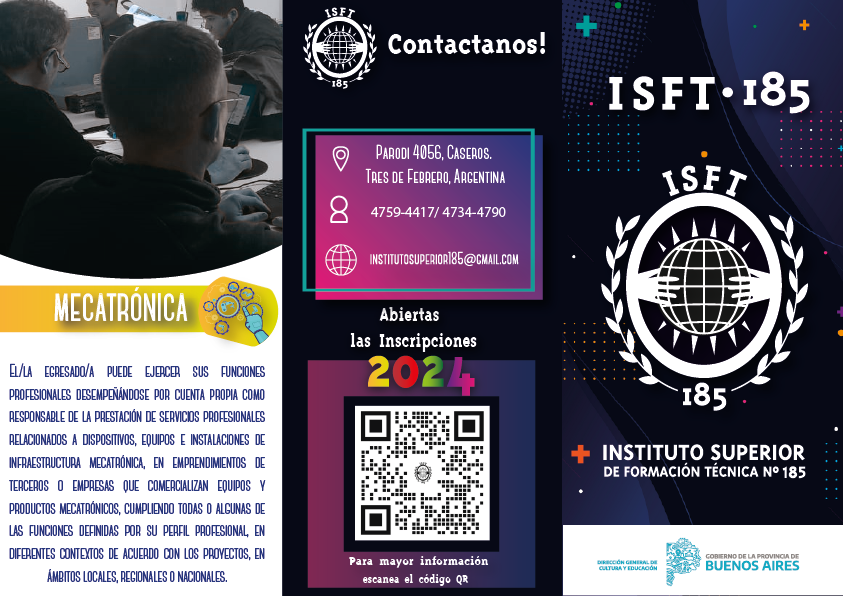 MECATRÓNICA
El/la egresado/a puede ejercer sus funciones
profesionales desempeñándose por cuenta propia como
responsable de la prestación de servicios profesionales
relacionados a dispositivos, equipos e instalaciones de
infraestructura mecatrónica, en emprendimientos de
terceros o empresas que comercializan equipos y
productos mecatrónicos, cumpliendo todas o algunas de
las funciones definidas por su perfil profesional, en
diferentes contextos de acuerdo con los proyectos, en
ámbitos locales, regionales o nacionales.
ISFT
185
Contactanos!
Parodi 4056, Caseros.
Tres de Febrero, Argentina
4759-4417/ 4734-4790
institutosuperior185@gmail.com
Abiertas
las Inscripciones
2024
Para mayor información
escanea el código QR
ISFT·185
ISFT
185
INSTITUTO SUPERIOR
DE FORMACIÓN TÉCNICA Nº 185
DIRECCIÓN GENERAL DE
CULTURA Y EDUCACIÓN
GOBIERNO DE LA PROVINCIA DE
BUENOS AIRES